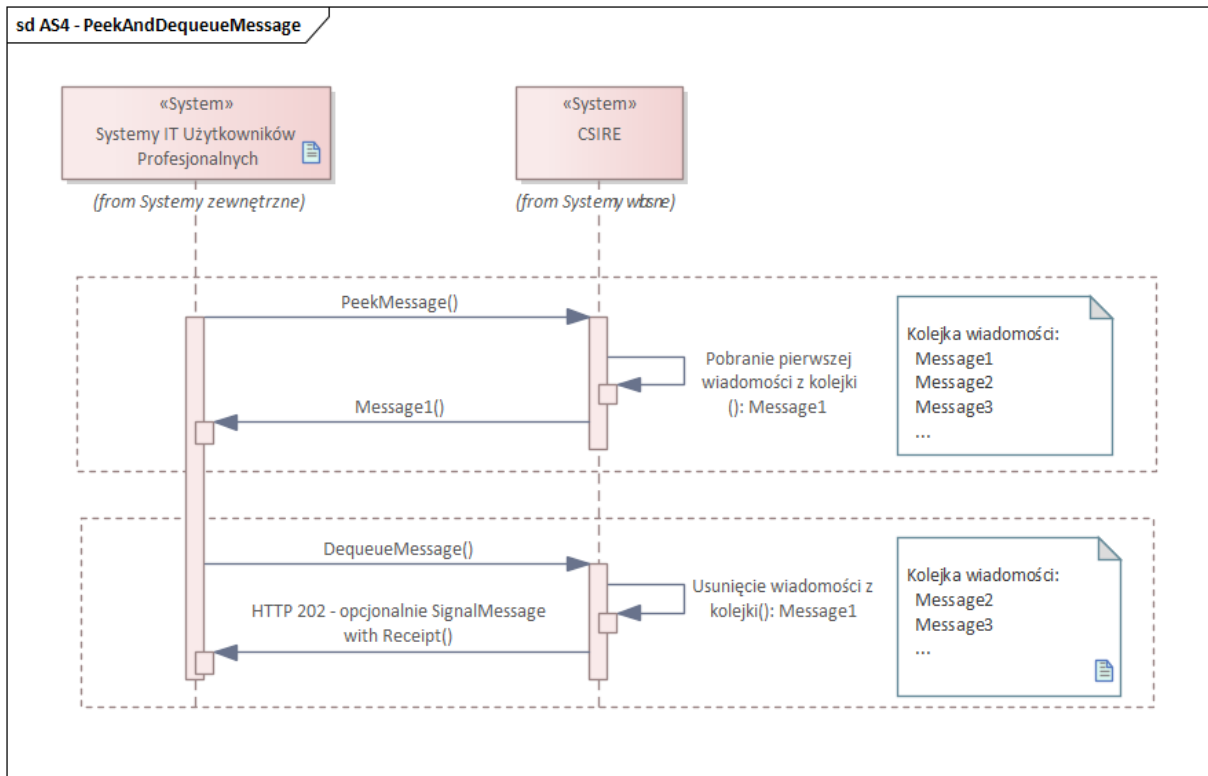 sd AS4 - PeekAndDequeueMessage
«System»
Systemy IT Użytkowników
Profesjonalnych
(from Systemy zewnętrzne)
«System»
CSIRE
(from Systemy
PeekMessage()
Pobranie pierwszej
wiadomości z kolejki
(): Message1
Message1()
Kolejka wiadomości:
Message1
Message2
Message3
...
DequeueMessage()
Usunięcie wiadomości z
kolejki(): Message1
HTTP 202 - opcjonalnie SignalMessage
with Receipt()
Kolejka wiadomości:
Message2
Message3
...